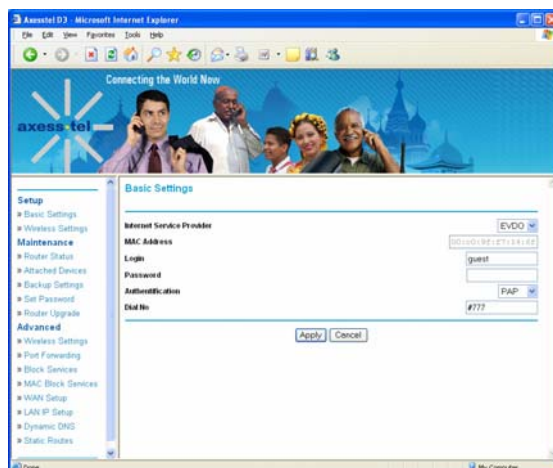 Axesstel D3 - Microsoft Internet Explorer
File Edit View Favorites Tools Help
Connecting the World Now
axess tel
Basic Settings
Setup
» Basic Settings
» Wireless Settings
Maintenance
» Router Status
» Attached Devices
» Backup Settings
» Set Password
» Router Upgrade
Advanced
» Wireless Settings
» Port Forwarding
» Block Services
» MAC Block Services
» WAN Setup
» LAN IP Setup
» Dynamic DNS
» Static Routes
Internet Service Provider EVDO
MAC Address
Login guest
Password
Authentification PAP
Dial No #777
Apply Cancel
Done My Computer